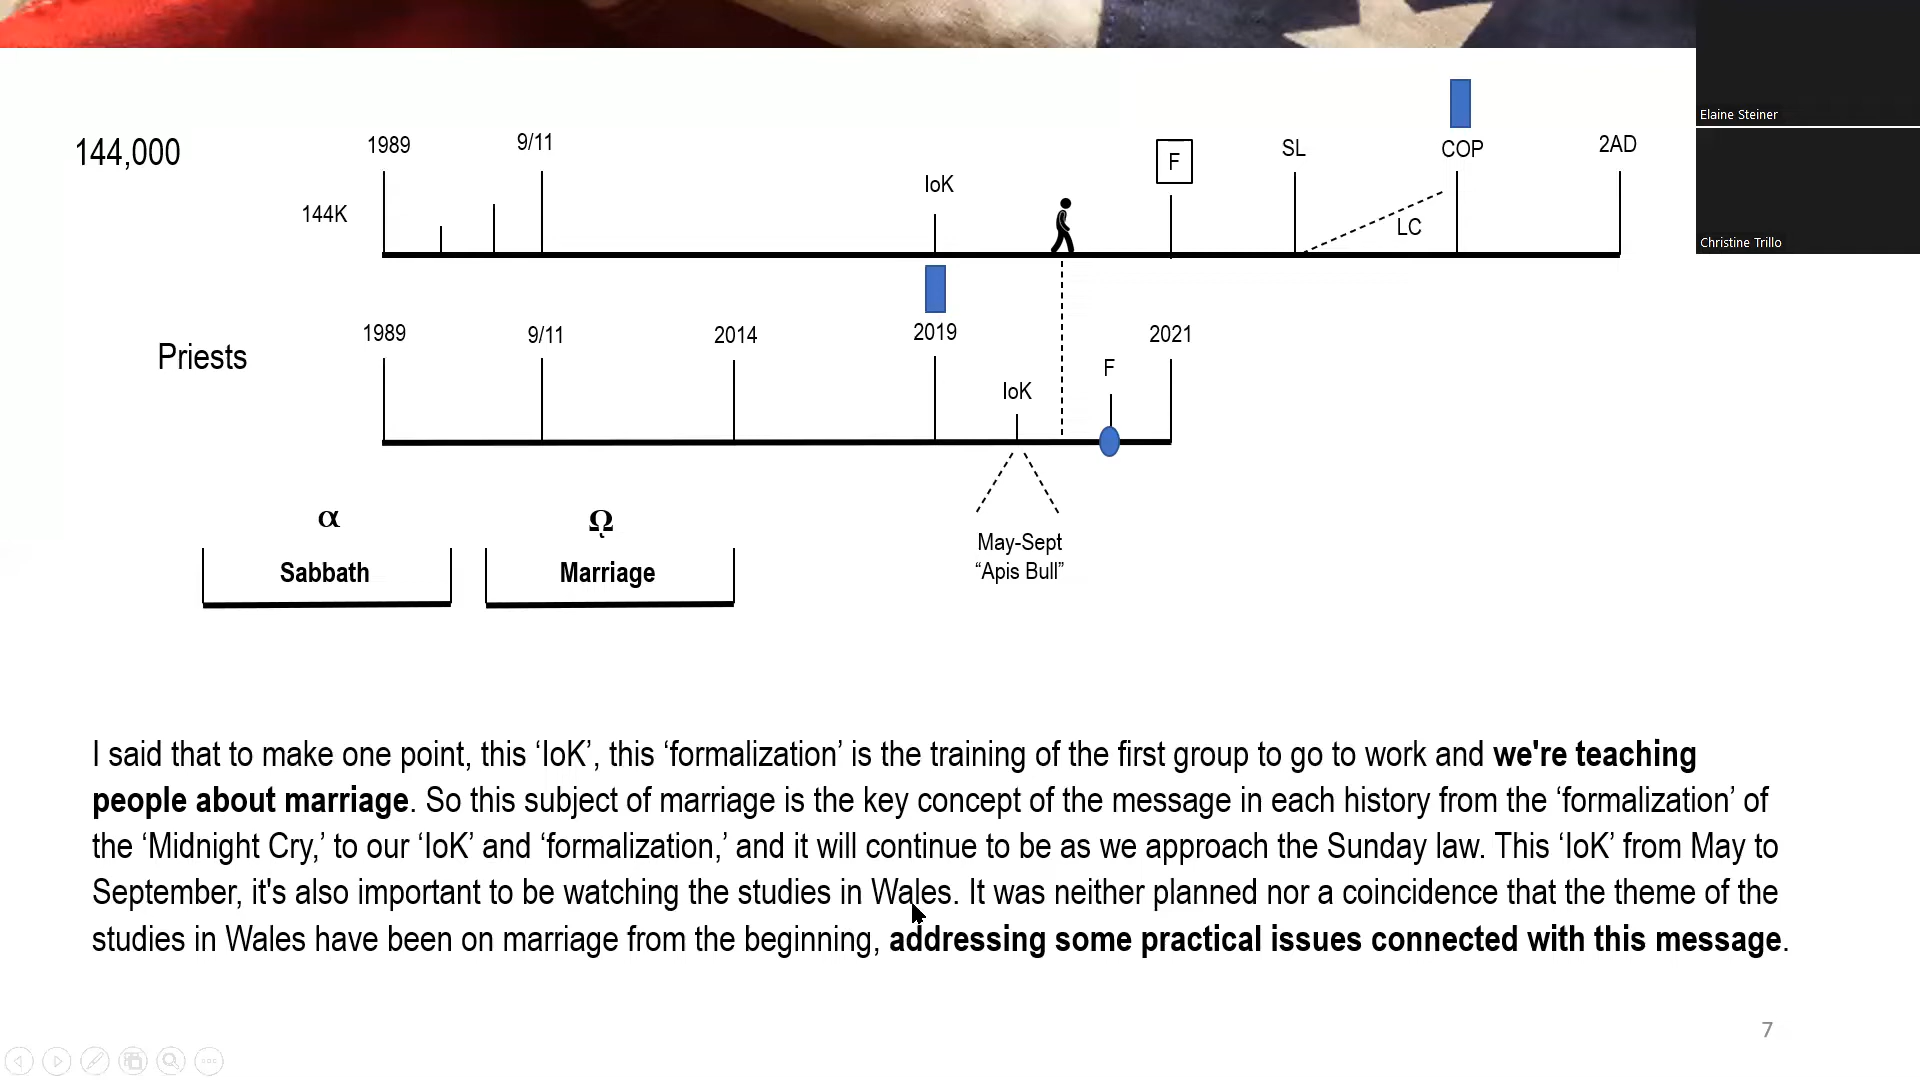 Elaine Steiner
Christine Trillo
144,000
1989
9/11
IoK
F
SL
COP
2AD
144K
LC
Priests
1989
9/11
2014
2019
2021
IoK
F
α
Ω
Sabbath
Marriage
May-Sept
“Apis Bull”
I said that to make one point, this ‘IoK’, this ‘formalization’ is the training of the first group to go to work and we're teaching
people about marriage. So this subject of marriage is the key concept of the message in each history from the ‘formalization’ of
the ‘Midnight Cry,’ to our ‘IoK’ and ‘formalization,’ and it will continue to be as we approach the Sunday law. This ‘IoK’ from May to
September, it's also important to be watching the studies in Wales. It was neither planned nor a coincidence that the theme of the
studies in Wales have been on marriage from the beginning, addressing some practical issues connected with this message.
7